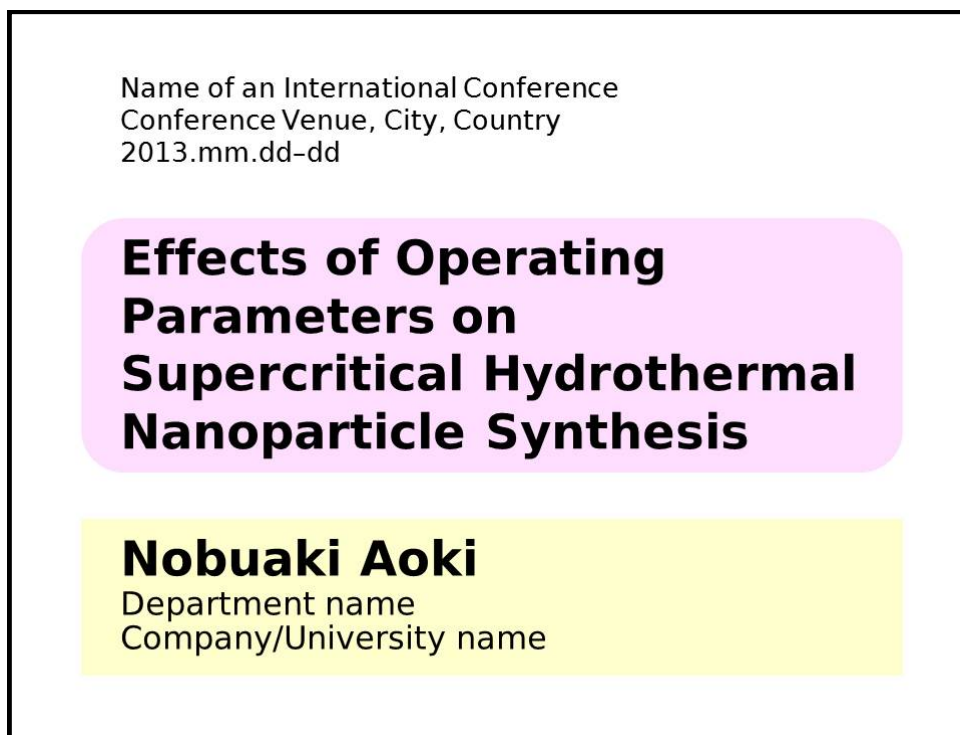 Name of an International Conference
Conference Venue, City, Country
2013.mm.dd–dd
Effects of Operating
Parameters on
Supercritical Hydrothermal
Nanoparticle Synthesis
Nobuaki Aoki
Department name
Company/University name